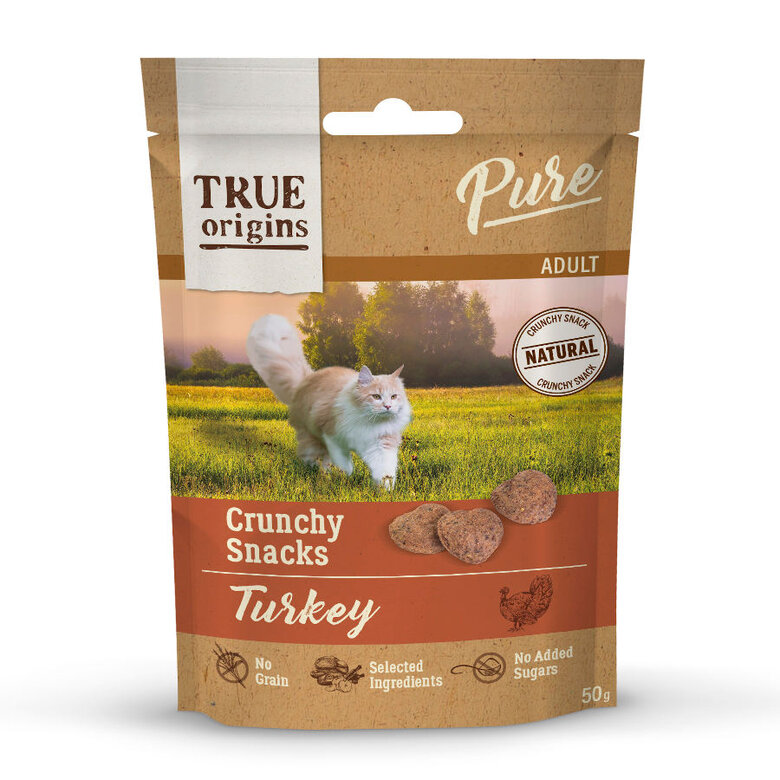 TRUE
origins
Pure
ADULT
CRUNCHY SNACK
NATURAL
CRUNCHY SNACK
Crunchy
Snacks
Turkey
No
Grain
Selected
Ingredients
No Added
Sugars
50g